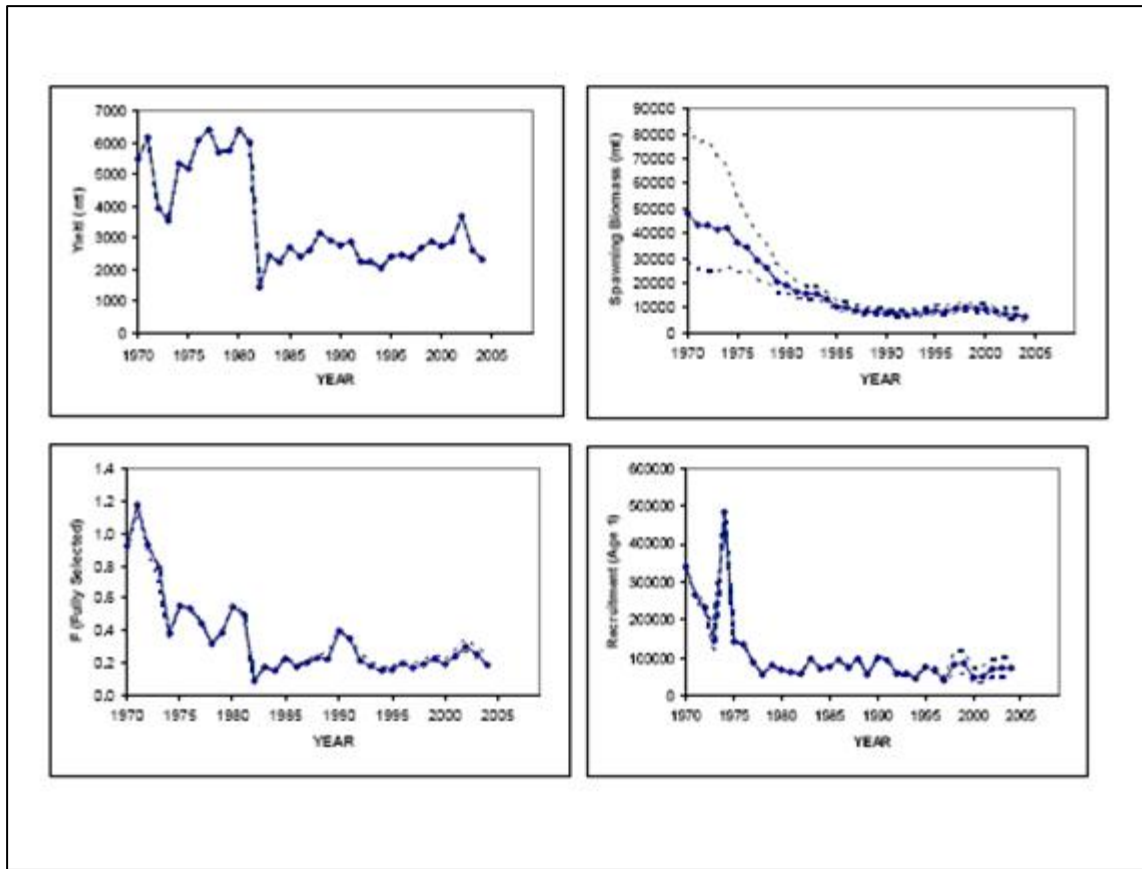 7000
6000
5000
4000
3000
2000
1000
0
Yield (mt)
1970 1975 1980 1985 1990 1995 2000 2005
YEAR
90000
80000
70000
60000
50000
40000
30000
20000
10000
0
Spawning Biomass (mt)
1970 1975 1980 1985 1990 1995 2000 2005
YEAR
1.4
1.2
1.0
0.8
0.6
0.4
0.2
0.0
F (Fully Selected)
1970 1975 1980 1985 1990 1995 2000 2005
YEAR
600000
500000
400000
300000
200000
100000
0
Recruitment (Age 1)
1970 1975 1980 1985 1990 1995 2000 2005
YEAR